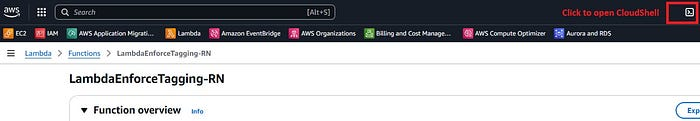 aws Search [Alt+S] Click to open CloudShell
EC2 IAM AWS Application Migrati... Lambda Amazon EventBridge AWS Organizations Billing and Cost Manage... AWS Compute Optimizer Aurora and RDS
Lambda > Functions > LambdaEnforceTagging-RN
LambdaEnforceTagging-RN
Function overview Info
Exp